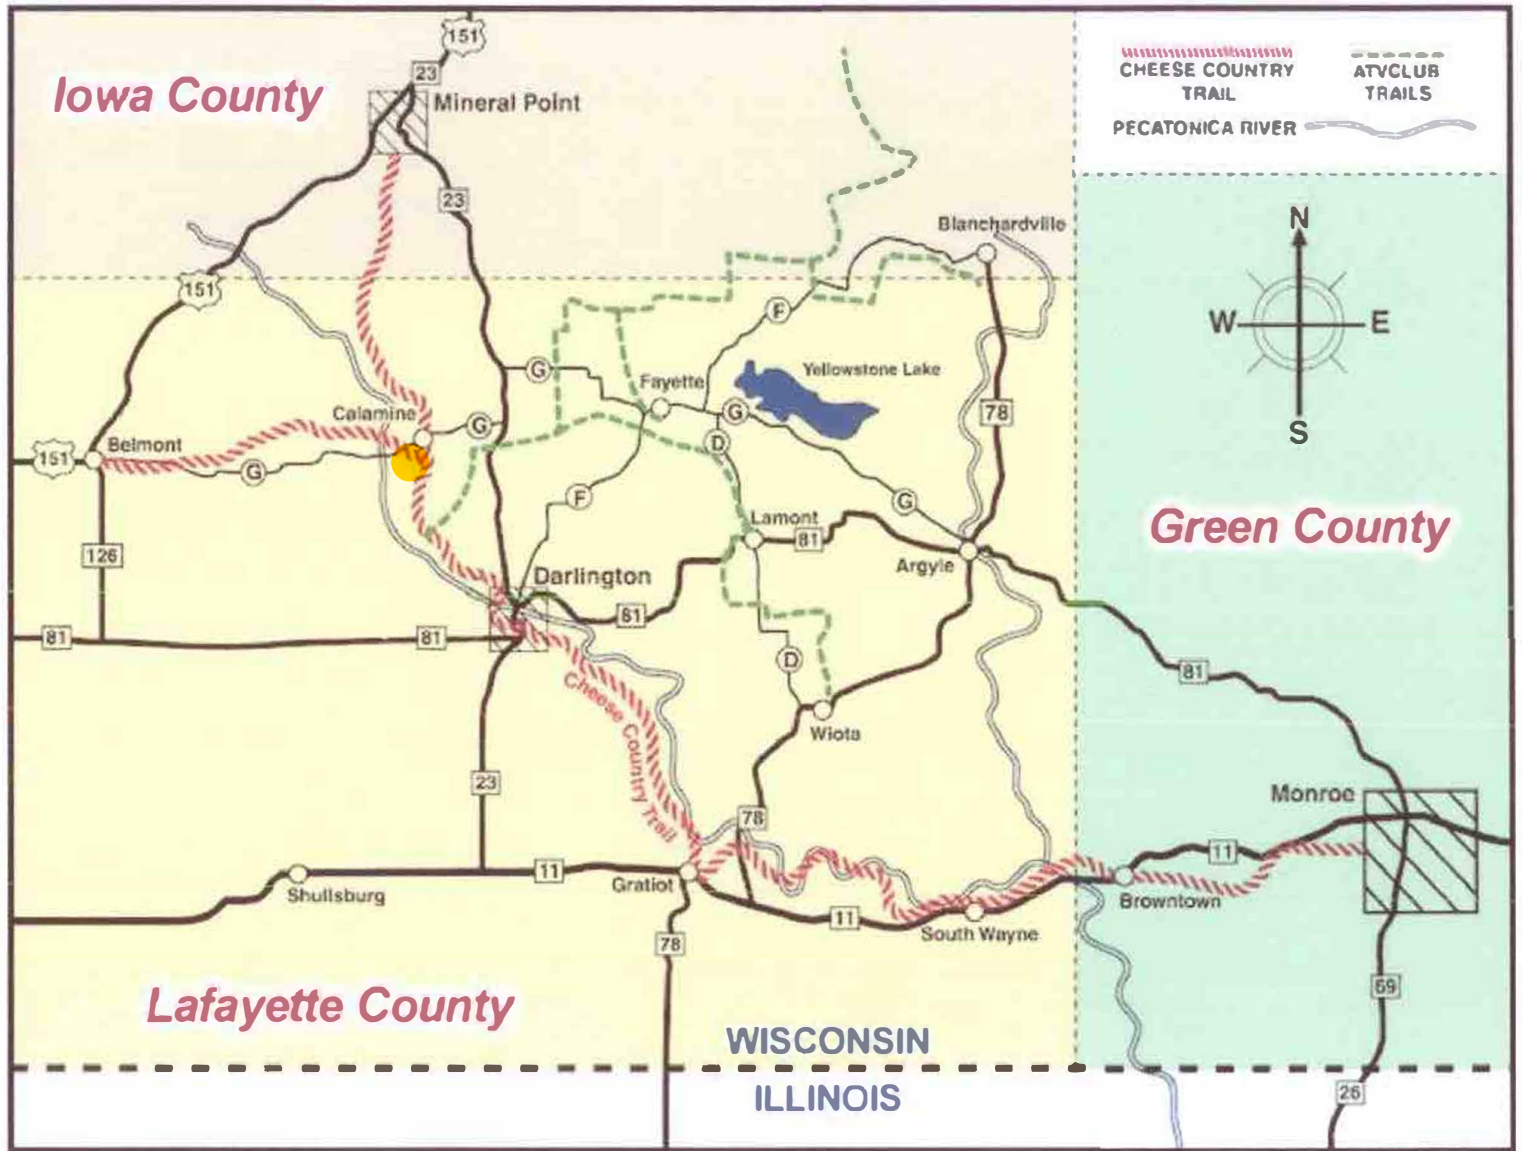 151
Iowa County
23
Mineral Point
CHEESE COUNTRY
TRAIL
ATVCLUB
TRAILS
PECATONICA RIVER
23
N
Blanchardville
151
F
W
E
G
Fayette
Yellowstone Lake
Calamine
G
G
78
S
151
Belmont
D
G
F
G
126
Lamont
81
Green County
Argyle
Darlington
81
81
81
D
81
Cheese Country Trail
Wiota
23
78
Monroe
11
11
Gratiot
Shullsburg
Browntown
11
South Wayne
78
69
Lafayette County
WISCONSIN
ILLINOIS
26